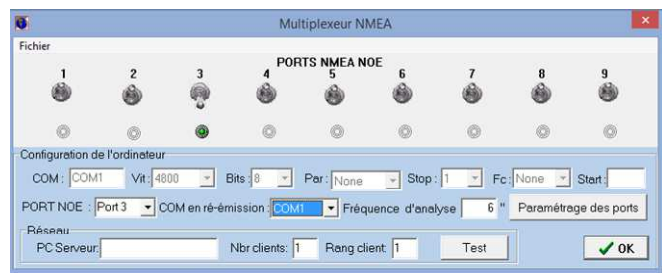 Multiplexeur NMEA
Fichier
PORTS NMEA NOE
1 2 3 4 5 6 7 8 9
Configuration de l'ordinateur
COM : COM1 Vit: 4800 Bits: 8 Par: None Stop: 1 Fc: None Start:
PORT NOE : Port 3 COM en ré-émission: COM1 Fréquence d'analyse 6 " Paramétrage des ports
Réseau
PC Serveur: Nbr clients: 1 Rang client: 1 Test OK